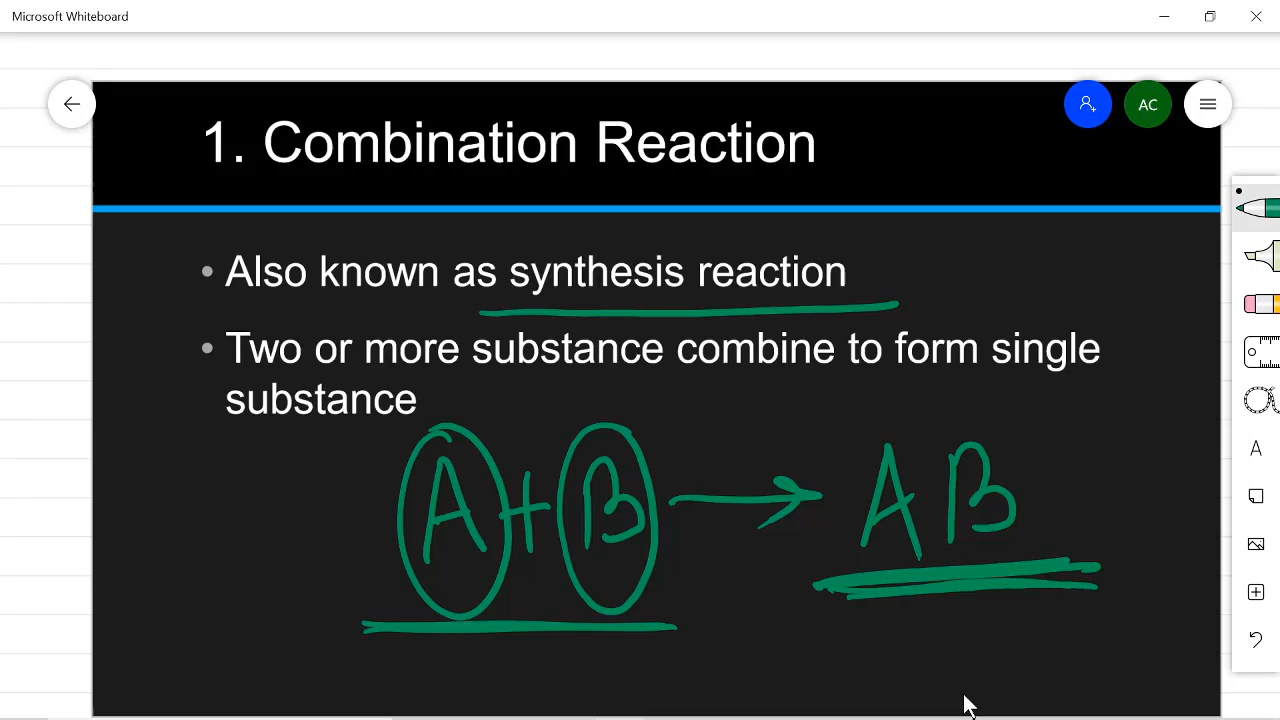 Microsoft Whiteboard
AC
1. Combination Reaction
• Also known as synthesis reaction
• Two or more substance combine to form single
substance
A + B → AB
A